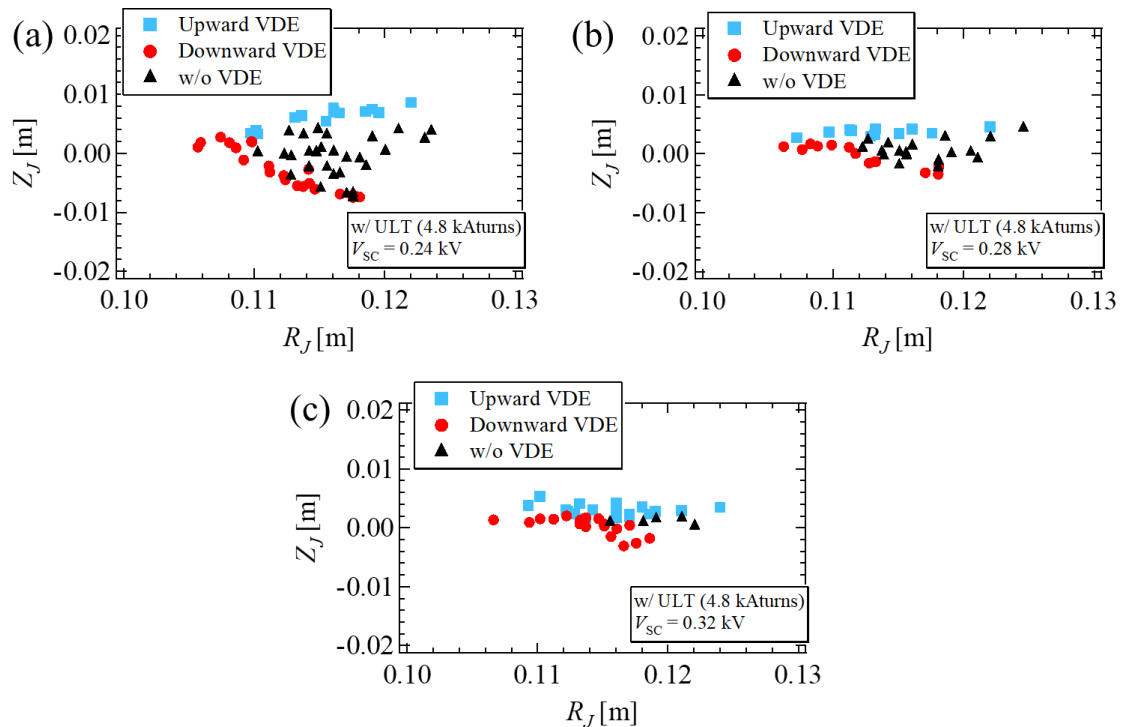 (a)
Upward VDE
Downward VDE
w/o VDE
0.02
0.01
0.00
-0.01
-0.02
Z_J [m]
w/ ULT (4.8 kAturns)
V_SC = 0.24 kV
0.10
0.11
0.12
0.13
R_J [m]
(b)
Upward VDE
Downward VDE
w/o VDE
0.02
0.01
0.00
-0.01
-0.02
Z_J [m]
w/ ULT (4.8 kAturns)
V_SC = 0.28 kV
0.10
0.11
0.12
0.13
R_J [m]
(c)
Upward VDE
Downward VDE
w/o VDE
0.02
0.01
0.00
-0.01
-0.02
Z_J [m]
w/ ULT (4.8 kAturns)
V_SC = 0.32 kV
0.10
0.11
0.12
0.13
R_J [m]